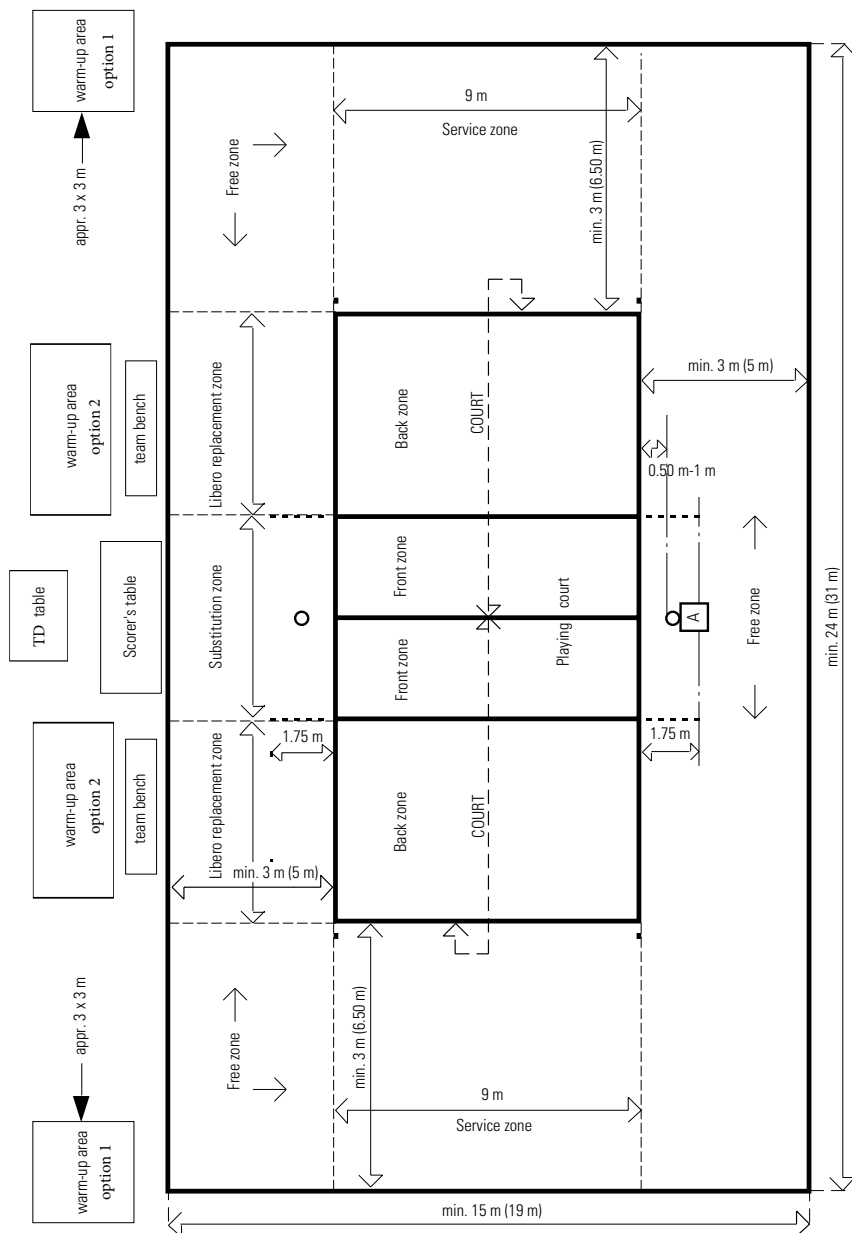 warm-up area
option 1
appr. 3 x 3 m
warm-up area
option 2
team bench
TD table
Scorer's table
warm-up area
option 2
team bench
appr. 3 x 3 m
warm-up area
option 1
Free zone
Libero replacement zone
Substitution zone
Libero replacement zone
Free zone
1.75 m
min. 3 m (5 m)
9 m
Service zone
min. 3 m (6.50 m)
Back zone
COURT
Front zone
Front zone
Playing court
Back zone
COURT
min. 3 m (6.50 m)
9 m
Service zone
min. 3 m (5 m)
0.50 m-1 m
A
Free zone
1.75 m
min. 24 m (31 m)
min. 15 m (19 m)